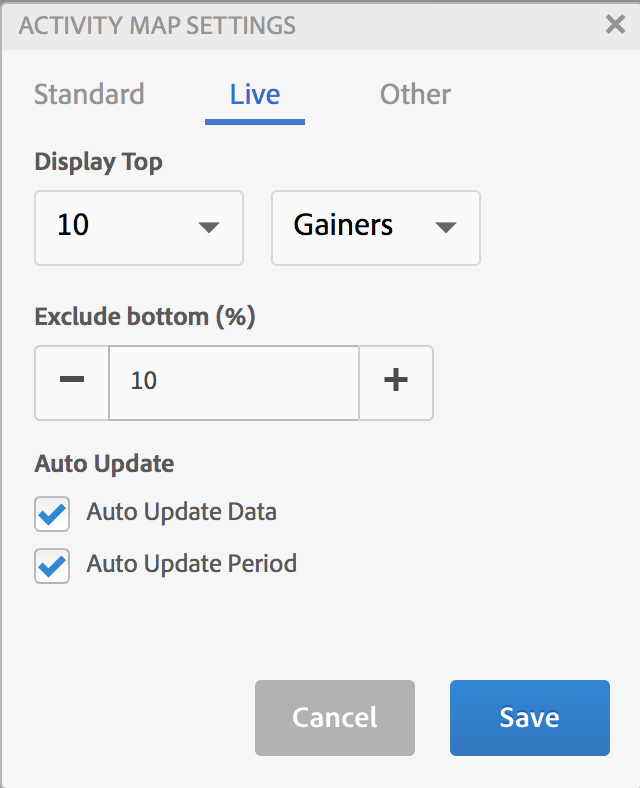 ACTIVITY MAP SETTINGS
Standard Live Other
Display Top
10 Gainers
Exclude bottom (%)
10
Auto Update
Auto Update Data
Auto Update Period
Cancel Save